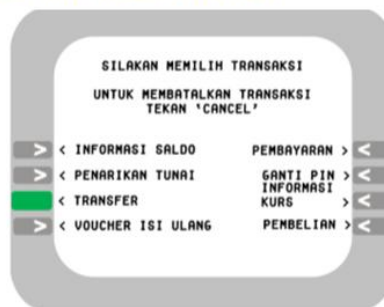 SILAKAN MEMILIH TRANSAKSI
UNTUK MEMBATALKAN TRANSAKSI
TEKAN 'CANCEL'
> < INFORMASI SALDO PEMBAYARAN > <
> < PENARIKAN TUNAI GANTI PIN > <
< TRANSFER INFORMASI KURS > <
> < VOUCHER ISI ULANG PEMBELIAN > <